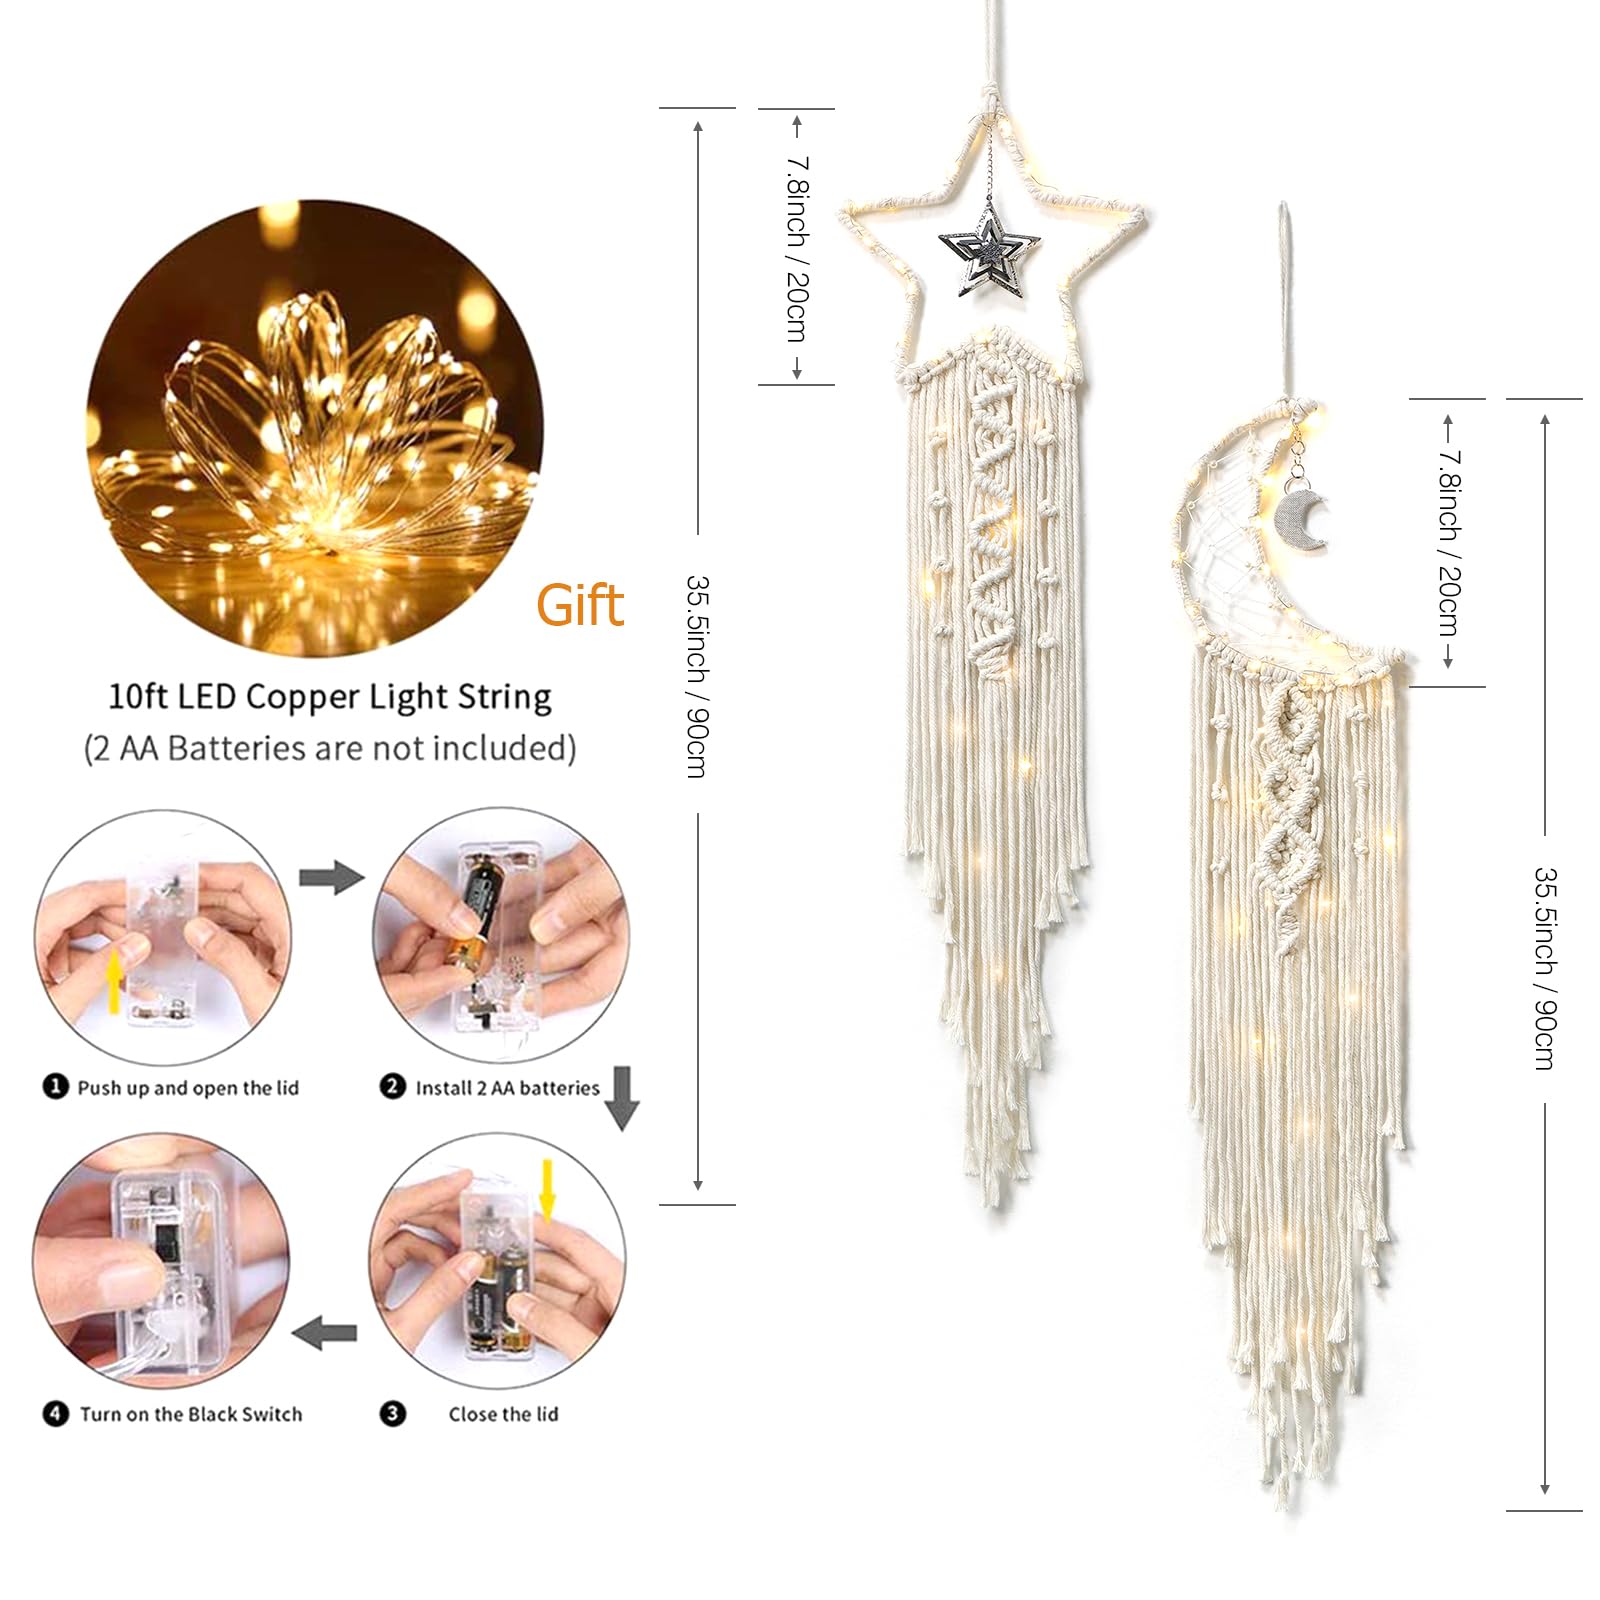 Gift
10ft LED Copper Light String
(2 AA Batteries are not included)
1 Push up and open the lid
2 Install 2 AA batteries
3 Close the lid
4 Turn on the Black Switch
35.5inch / 90cm
7.8inch / 20cm
7.8inch / 20cm
35.5inch / 90cm